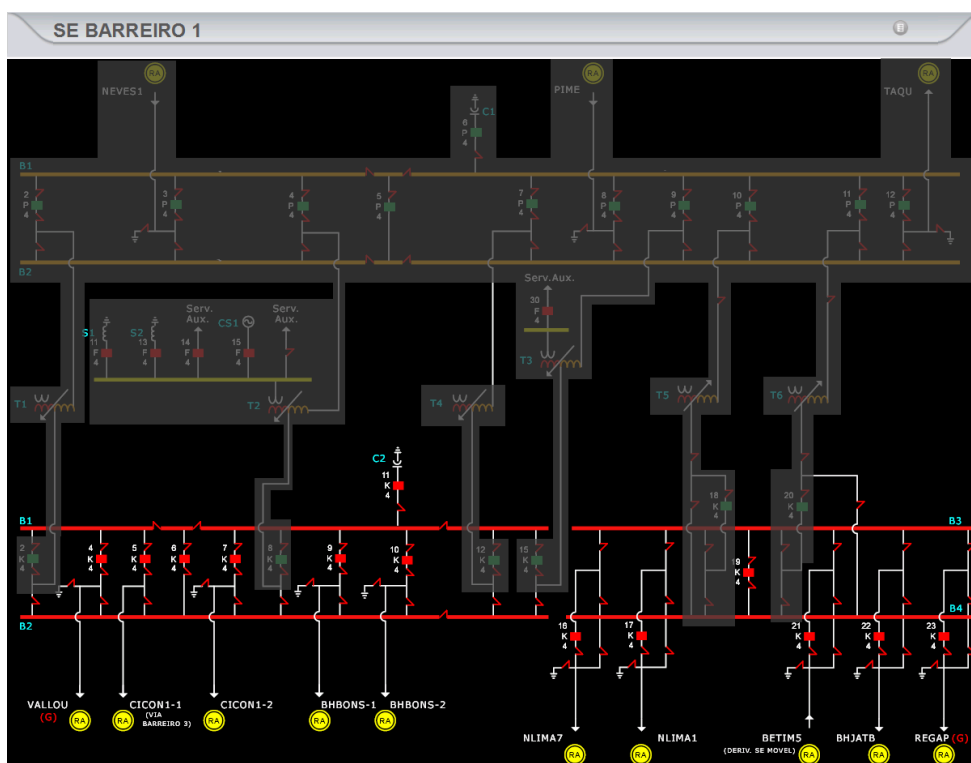 SE BARREIRO 1
RA
RA
RA
NEVES1
PIME
TAQU
C1
6
P
4
B1
2
P
4
3
P
4
4
P
4
5
P
4
7
P
4
8
P
4
9
P
4
10
P
4
11
P
4
12
P
4
B2
Serv.Aux.
30
F
4
S1
11
F
4
S2
13
F
4
Serv.
Aux.
14
F
4
CS1
15
F
4
Serv.
Aux.
T1
T2
T3
T4
T5
T6
C2
11
K
4
18
K
4
20
K
4
B1
B3
2
K
4
4
K
4
5
K
4
6
K
4
7
K
4
8
K
4
9
K
4
10
K
4
12
K
4
15
K
4
19
K
4
B2
B4
16
K
4
17
K
4
21
K
4
22
K
4
23
K
4
VALLOU
(G)
RA
CICON1-1
(VIA
BARREIRO 3)
RA
CICON1-2
RA
BHBONS-1
RA
BHBONS-2
RA
NLIMA7
RA
NLIMA1
RA
BETIM5
(DERIV. SE MOVEL)
RA
BHJATB
RA
REGAP (G)
RA